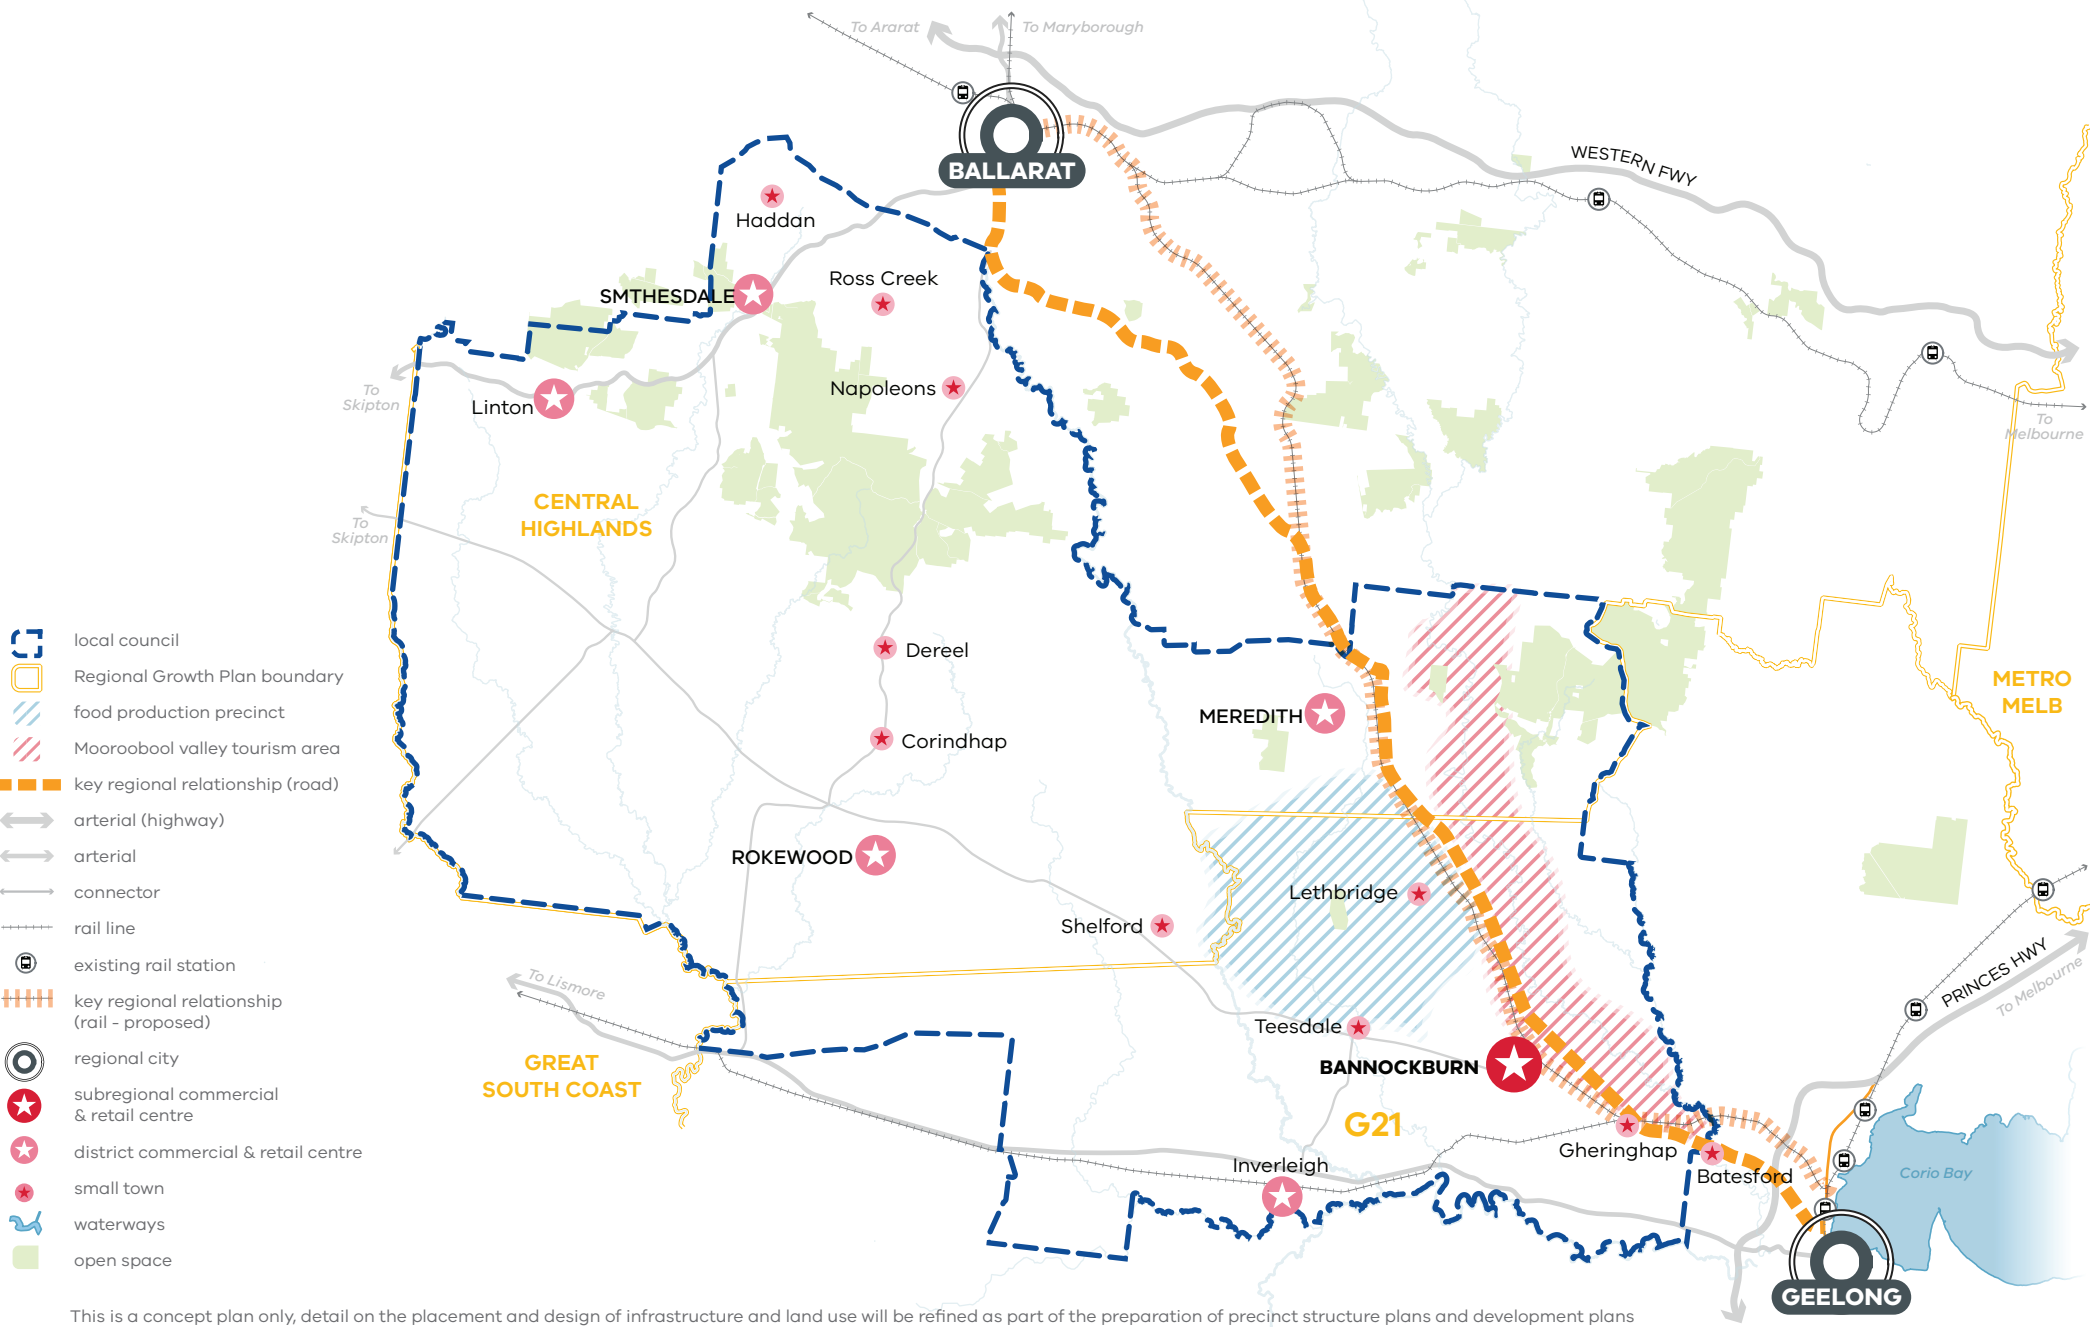 To Ararat
To Maryborough
BALLARAT
WESTERN FWY
Haddan
Ross Creek
SMTHESDALE
Napoleons
Linton
To
Skipton
To
Melbourne
CENTRAL
HIGHLANDS
To
Skipton
Dereel
Corindhap
MEREDITH
METRO
MELB
ROKEWOOD
Lethbridge
Shelford
To Lismore
PRINCES HWY
To Melbourne
Teesdale
BANNOCKBURN
GREAT
SOUTH COAST
G21
Gheringhap
Inverleigh
Batesford
Corio Bay
GEELONG
local council
Regional Growth Plan boundary
food production precinct
Mooroobool valley tourism area
key regional relationship (road)
arterial (highway)
arterial
connector
rail line
existing rail station
key regional relationship
(rail - proposed)
regional city
subregional commercial
& retail centre
district commercial & retail centre
small town
waterways
open space
This is a concept plan only, detail on the placement and design of infrastructure and land use will be refined as part of the preparation of precinct structure plans and development plans